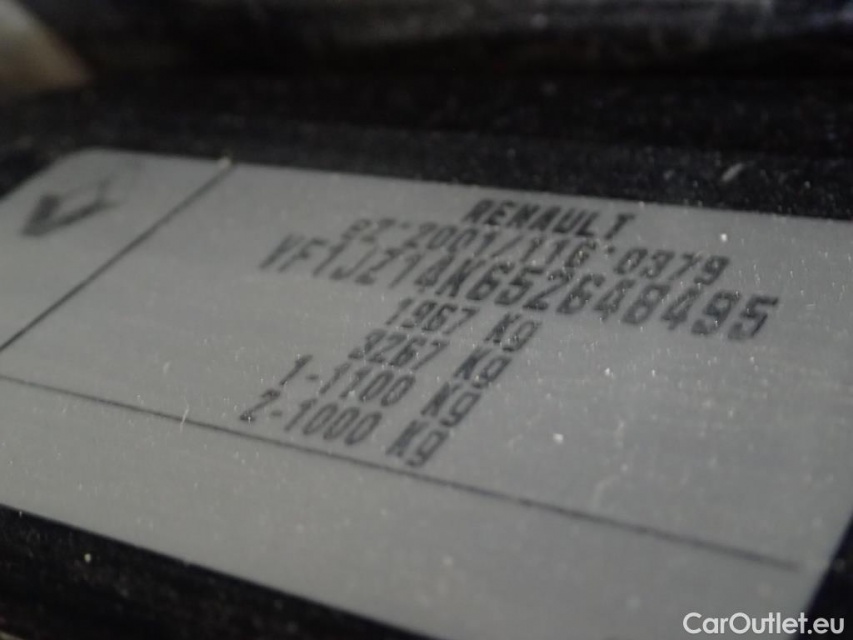 RENAULT
e2*2001/116*0379
VF1JZ14K652648495
1967 Kg
3267 Kg
1-1100 Kg
2-1000 Kg
CarOutlet.eu